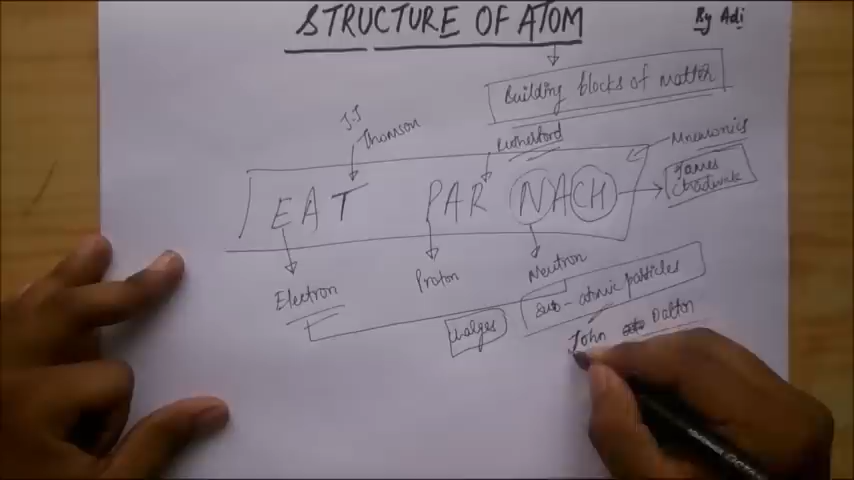 STRUCTURE OF ATOM
By Adi
Building blocks of matter
J.J
Thomson
Rutherford
Mnemonics
EAT PAR NACH
James
Chadwick
Electron
Proton
Neutron
sub-atomic particles
John Dalton